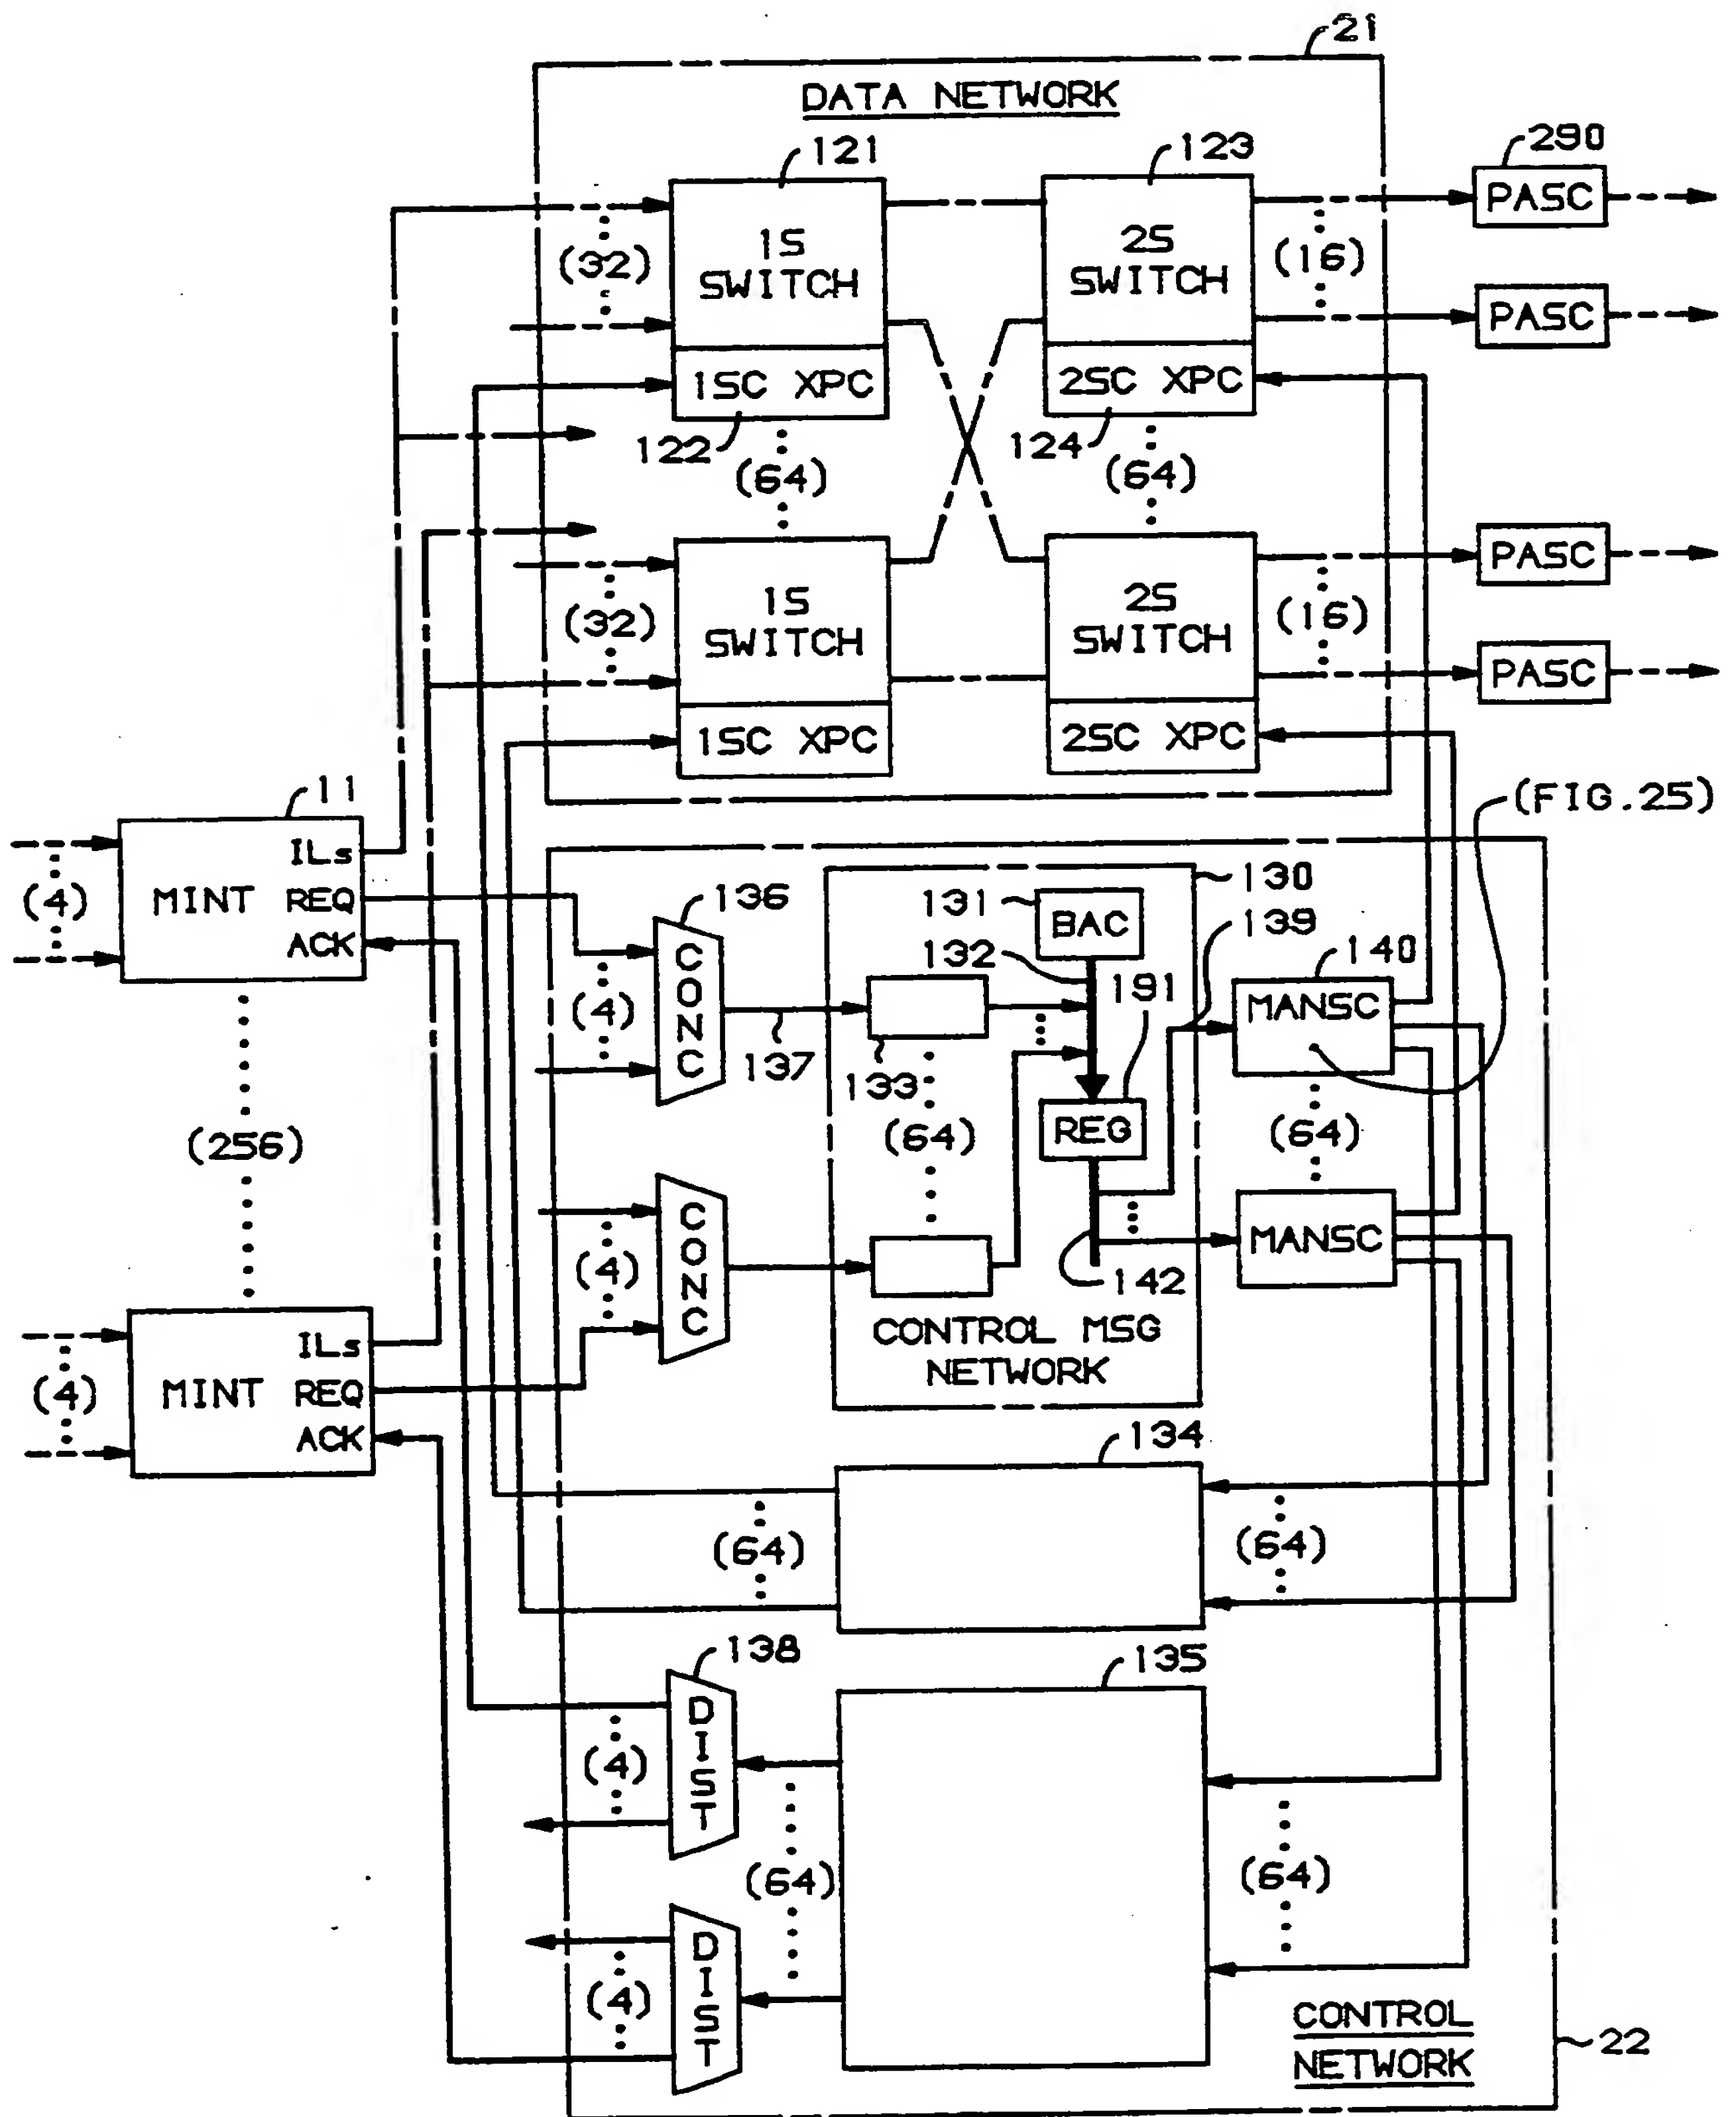 21
DATA NETWORK
121
123
290
1S
SWITCH
2S
SWITCH
PASC
(32)
(16)
PASC
1SC XPC
2SC XPC
122
124
(64)
(64)
1S
SWITCH
2S
SWITCH
PASC
(32)
(16)
PASC
1SC XPC
2SC XPC
11
(FIG.25)
ILs
MINT
REQ
ACK
(4)
136
CONC
(4)
137
130
131
BAC
132
139
191
133
140
MANSC
REG
(64)
(64)
(256)
CONC
(4)
MANSC
142
CONTROL MSG
NETWORK
ILs
MINT
REQ
ACK
(4)
134
(64)
(64)
138
DIST
(4)
135
(64)
(64)
DIST
(4)
CONTROL
NETWORK
22